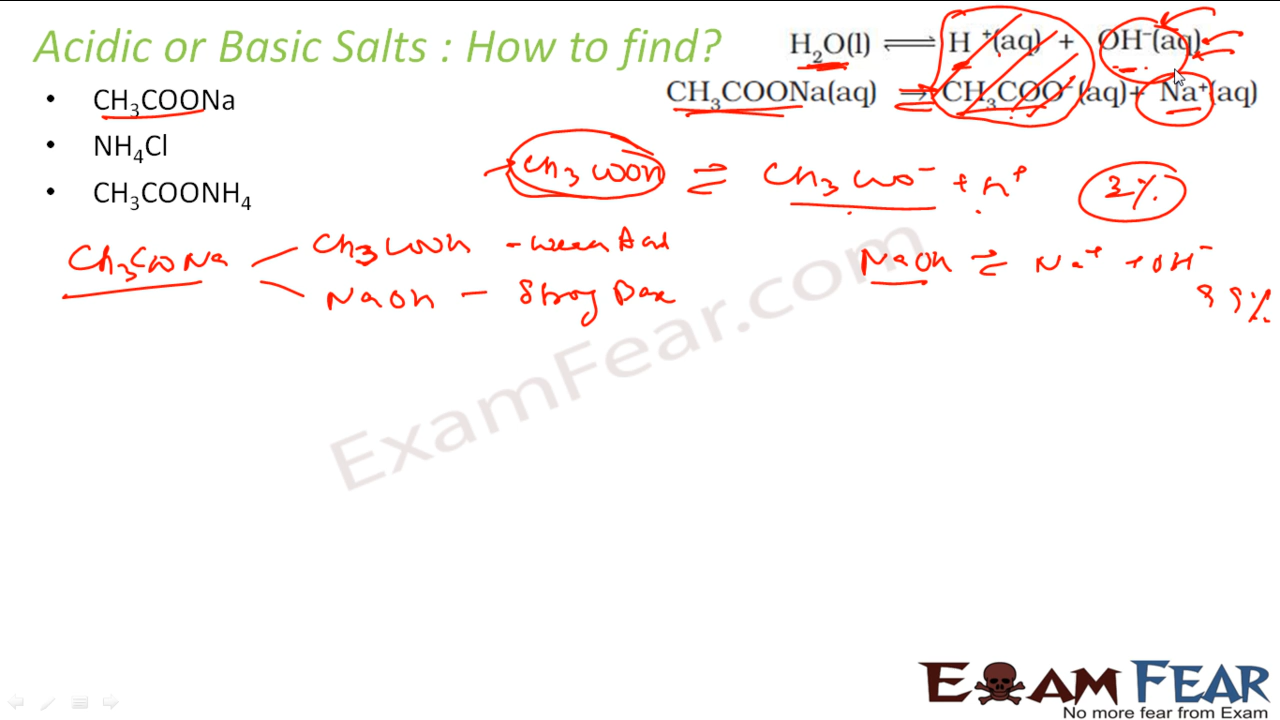 Acidic or Basic Salts : How to find?
H₂O(l) ⇌ H⁺(aq) + OH⁻(aq)
CH₃COONa(aq) ⇒ CH₃COO⁻(aq)+ Na⁺(aq)
• CH₃COONa
• NH₄Cl
• CH₃COONH₄
CH₃COOH ⇌ CH₃COO⁻ + H⁺ 3%
CH₃COONa
CH₃COOH - Weak Acid
NaOH - Strong Base
NaOH ⇌ Na⁺ + OH⁻
99%
ExamFear.com
EXAM FEAR
No more fear from Exam